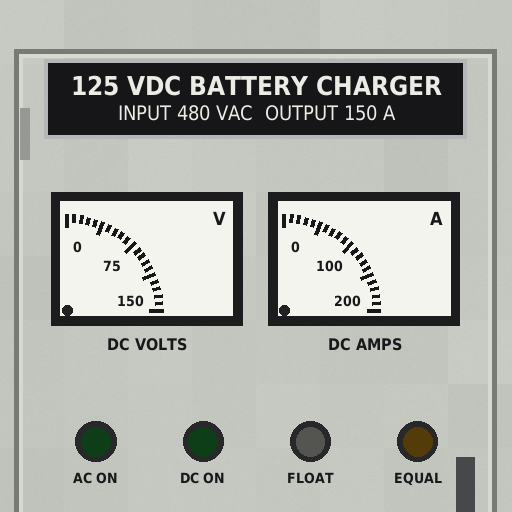 125 VDC BATTERY CHARGER
INPUT 480 VAC  OUTPUT 150 A
V
0
75
150
DC VOLTS
A
0
100
200
DC AMPS
AC ON
DC ON
FLOAT
EQUAL